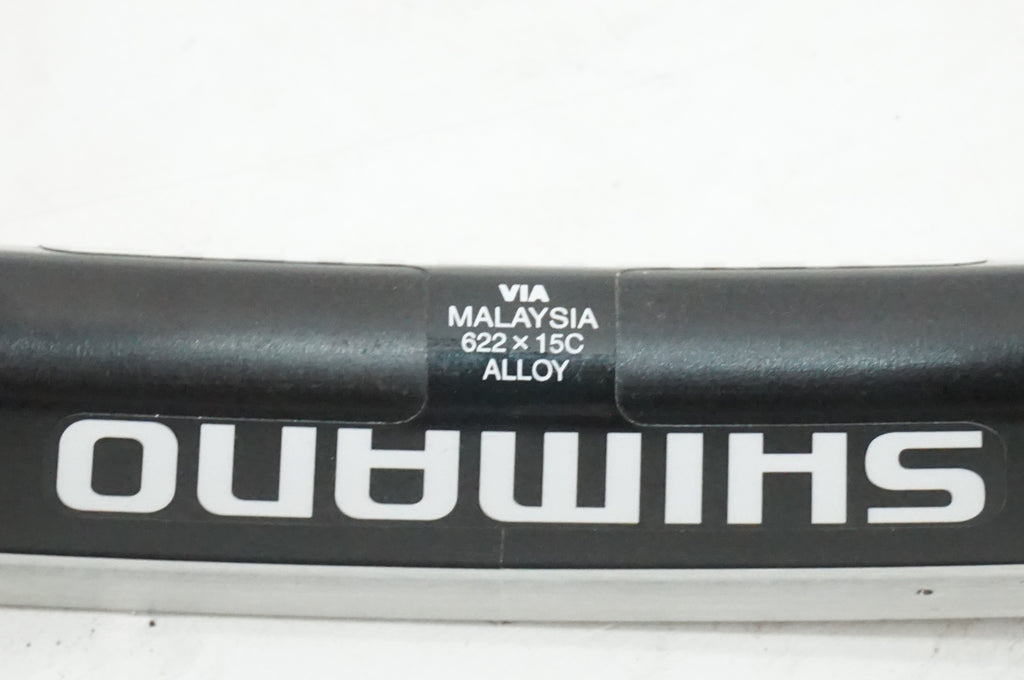 VIA
MALAYSIA
622 × 15C
ALLOY
SHIMANO